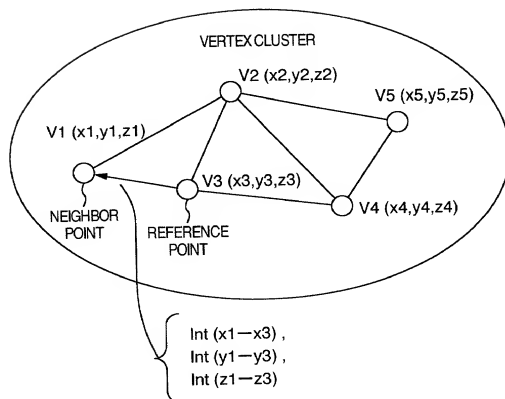 VERTEX CLUSTER
V2 (x2,y2,z2)
V5 (x5,y5,z5)
V1 (x1,y1,z1)
V3 (x3,y3,z3)
V4 (x4,y4,z4)
NEIGHBOR
POINT
REFERENCE
POINT
Int (x1−x3) ,
Int (y1−y3) ,
Int (z1−z3)